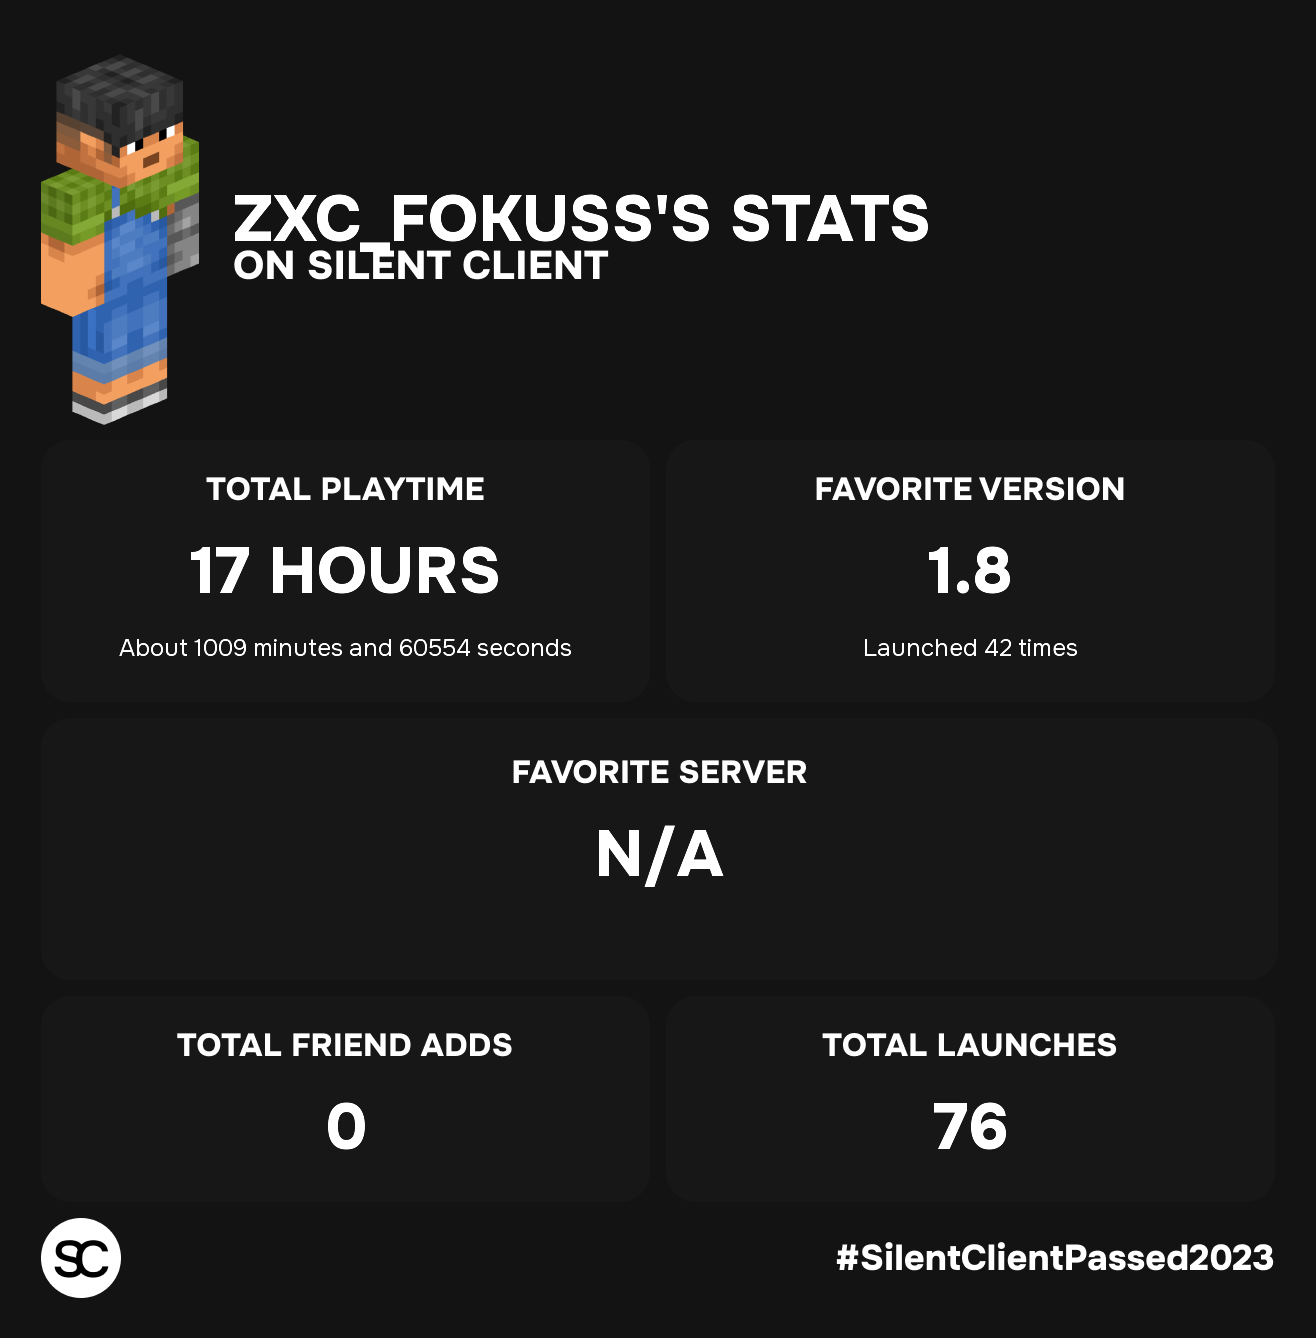 ZXC_FOKUSS'S STATS
ON SILENT CLIENT
TOTAL PLAYTIME
17 HOURS
About 1009 minutes and 60554 seconds
FAVORITE VERSION
1.8
Launched 42 times
FAVORITE SERVER
N/A
TOTAL FRIEND ADDS
0
TOTAL LAUNCHES
76
SC
#SilentClientPassed2023